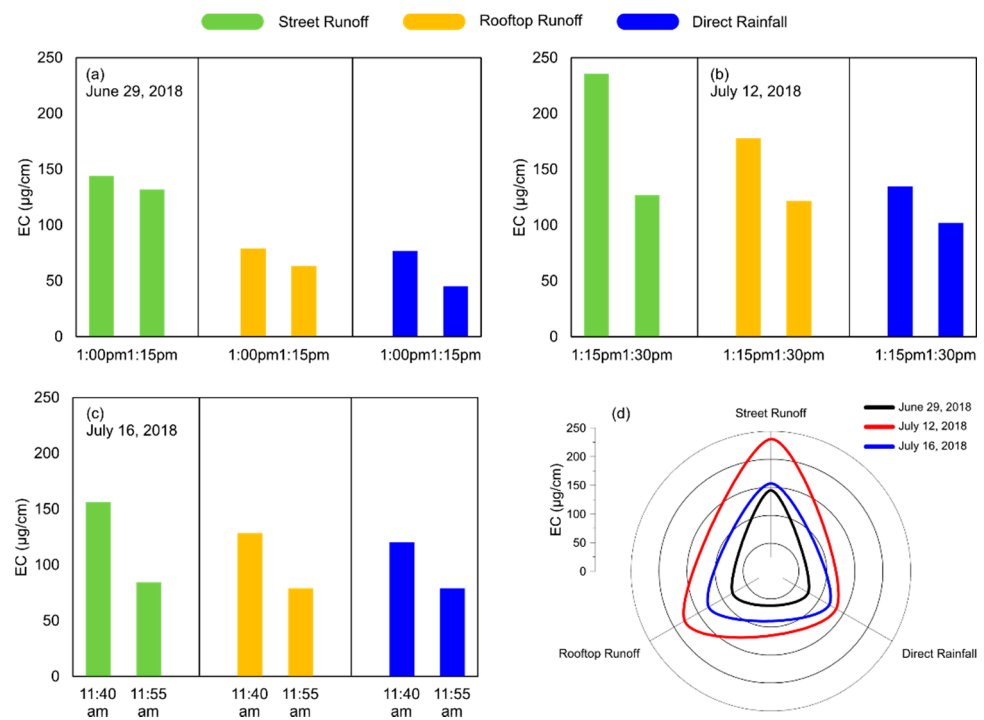 Street Runoff Rooftop Runoff Direct Rainfall
(a)
June 29, 2018
EC (µg/cm)
250
200
150
100
50
0
1:00pm1:15pm 1:00pm1:15pm 1:00pm1:15pm
(b)
July 12, 2018
EC (µg/cm)
250
200
150
100
50
0
1:15pm1:30pm 1:15pm1:30pm 1:15pm1:30pm
(c)
July 16, 2018
EC (µg/cm)
250
200
150
100
50
0
11:40 11:55 11:40 11:55 11:40 11:55
am am am am am am
(d)
Street Runoff
June 29, 2018
July 12, 2018
July 16, 2018
EC (µg/cm)
250
200
150
100
50
0
50
100
150
200
250
Rooftop Runoff Direct Rainfall